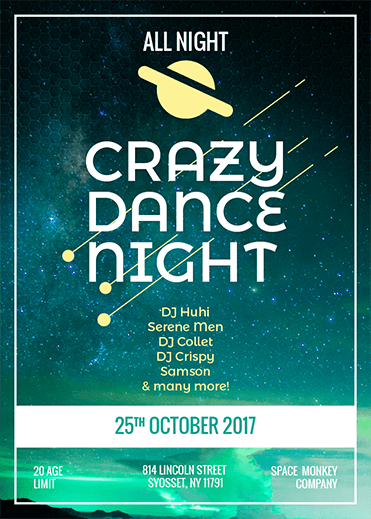 ALL NIGHT
CRAZY
DANCE
NIGHT
DJ Huhi
Serene Men
DJ Collet
DJ Crispy
Samson
& many more!
25TH OCTOBER 2017
20 AGE
LIMIT
814 LINCOLN STREET
SYOSSET, NY 11791
SPACE MONKEY
COMPANY